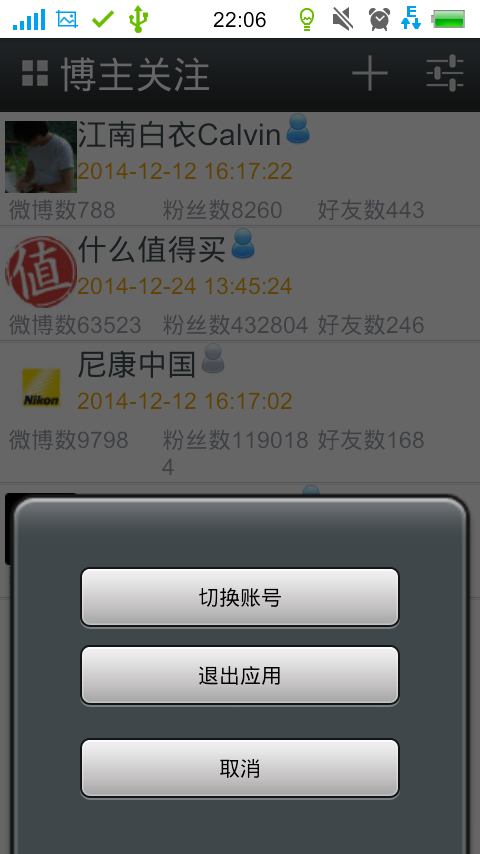 22:06
E
博主关注
江南白衣Calvin
2014-12-12 16:17:22
微博数788 粉丝数8260 好友数443
值
什么值得买
2014-12-24 13:45:24
微博数63523 粉丝数432804 好友数246
Nikon
尼康中国
2014-12-12 16:17:02
微博数9798 粉丝数119018 好友数168
4
切换账号
退出应用
取消